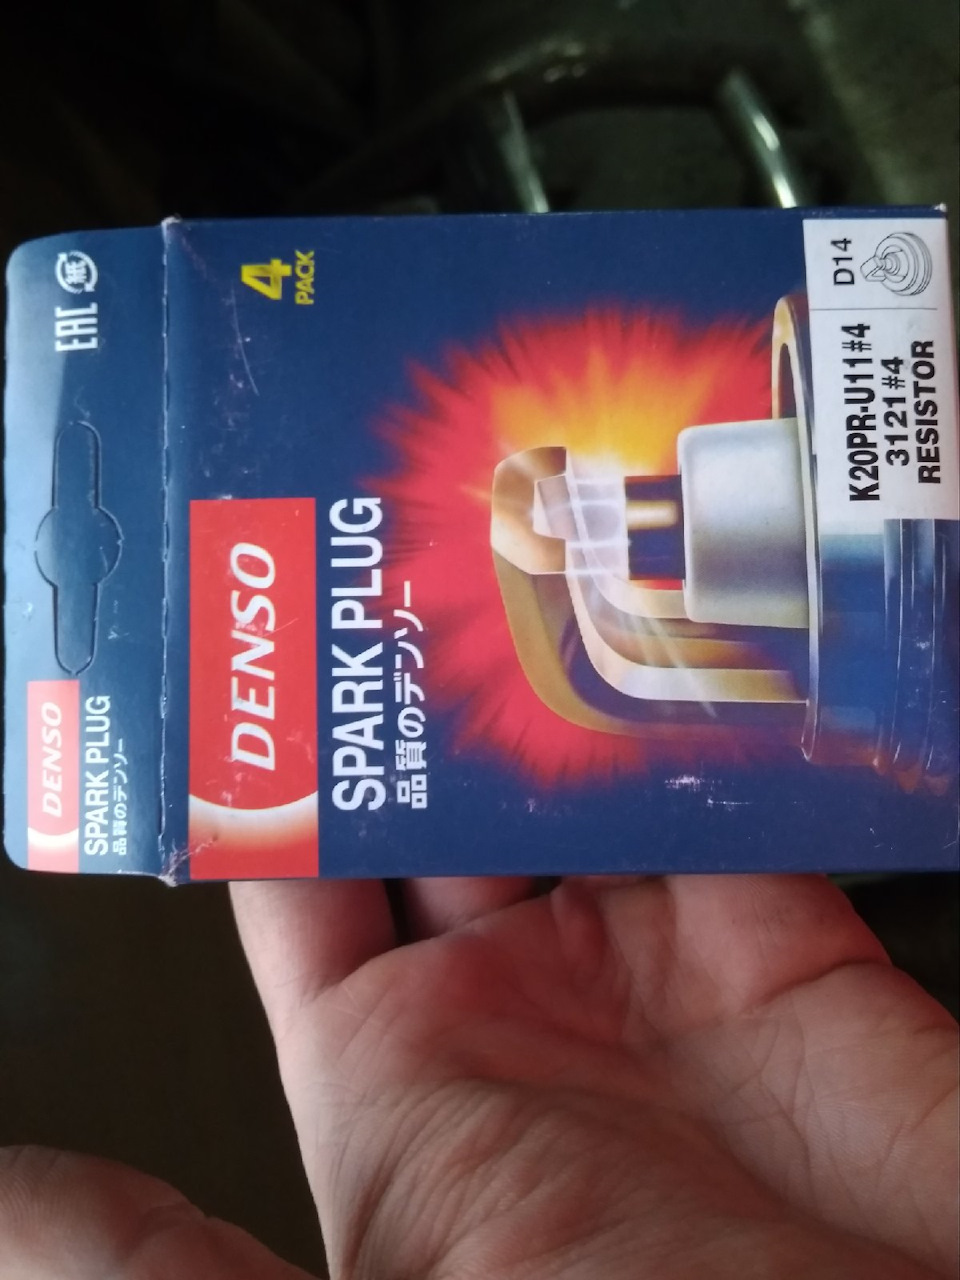 EAC
紙
DENSO
SPARK PLUG
品質のデンソー
4
PACK
DENSO
SPARK PLUG
品質のデンソー
D14
K20PR-U11#4
3121#4
RESISTOR